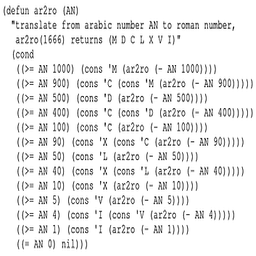 (defun ar2ro (AN)
"translate from arabic number AN to roman number,
ar2ro(1666) returns (M D C L X V I)"
(cond
((>= AN 1000) (cons 'M (ar2ro (- AN 1000))))
((>= AN 900) (cons 'C (cons 'M (ar2ro (- AN 900)))))
((>= AN 500) (cons 'D (ar2ro (- AN 500))))
((>= AN 400) (cons 'C (cons 'D (ar2ro (- AN 400)))))
((>= AN 100) (cons 'C (ar2ro (- AN 100))))
((>= AN 90) (cons 'X (cons 'C (ar2ro (- AN 90)))))
((>= AN 50) (cons 'L (ar2ro (- AN 50))))
((>= AN 40) (cons 'X (cons 'L (ar2ro (- AN 40)))))
((>= AN 10) (cons 'X (ar2ro (- AN 10))))
((>= AN 5) (cons 'V (ar2ro (- AN 5))))
((>= AN 4) (cons 'I (cons 'V (ar2ro (- AN 4)))))
((>= AN 1) (cons 'I (ar2ro (- AN 1))))
((= AN 0) nil)))